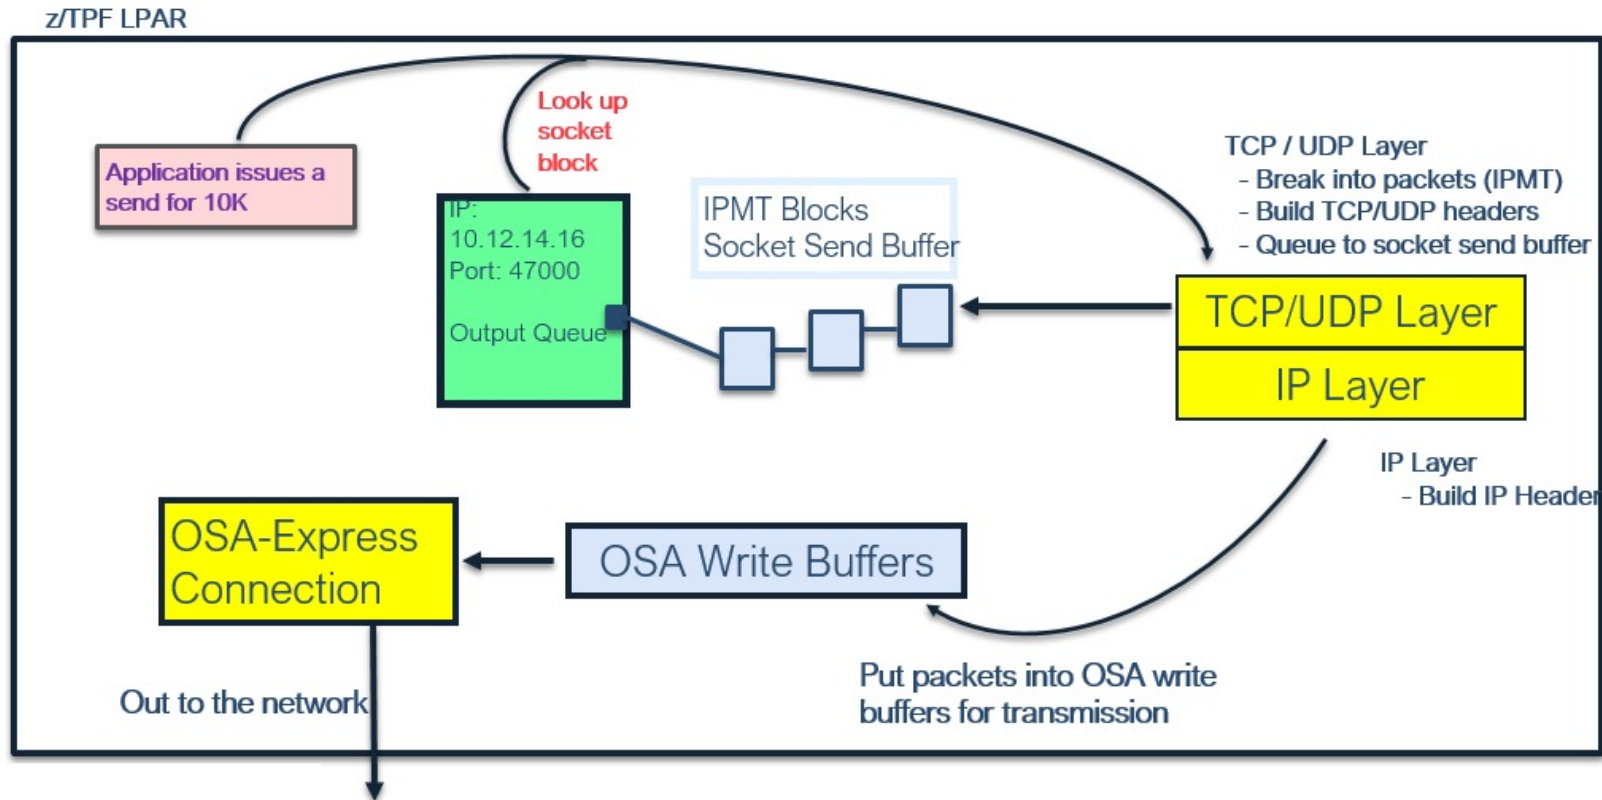 z/TPF LPAR
Application issues a
send for 10K
Look up
socket
block
IP:
10.12.14.16
Port: 47000
Output Queue
IPMT Blocks
Socket Send Buffer
TCP / UDP Layer
- Break into packets (IPMT)
- Build TCP/UDP headers
- Queue to socket send buffer
TCP/UDP Layer
IP Layer
IP Layer
- Build IP Header
OSA-Express
Connection
OSA Write Buffers
Put packets into OSA write
buffers for transmission
Out to the network